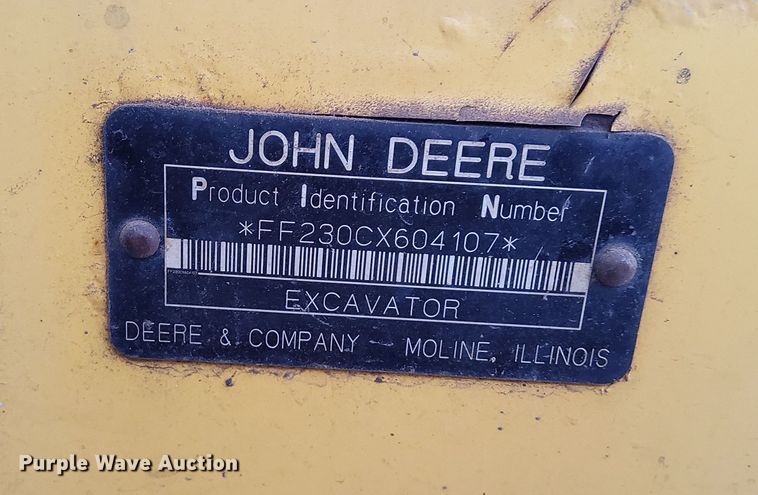 JOHN DEERE
Product Identification Number
*FF230CX604107*
EXCAVATOR
DEERE & COMPANY MOLINE, ILLINOIS
Purple Wave Auction